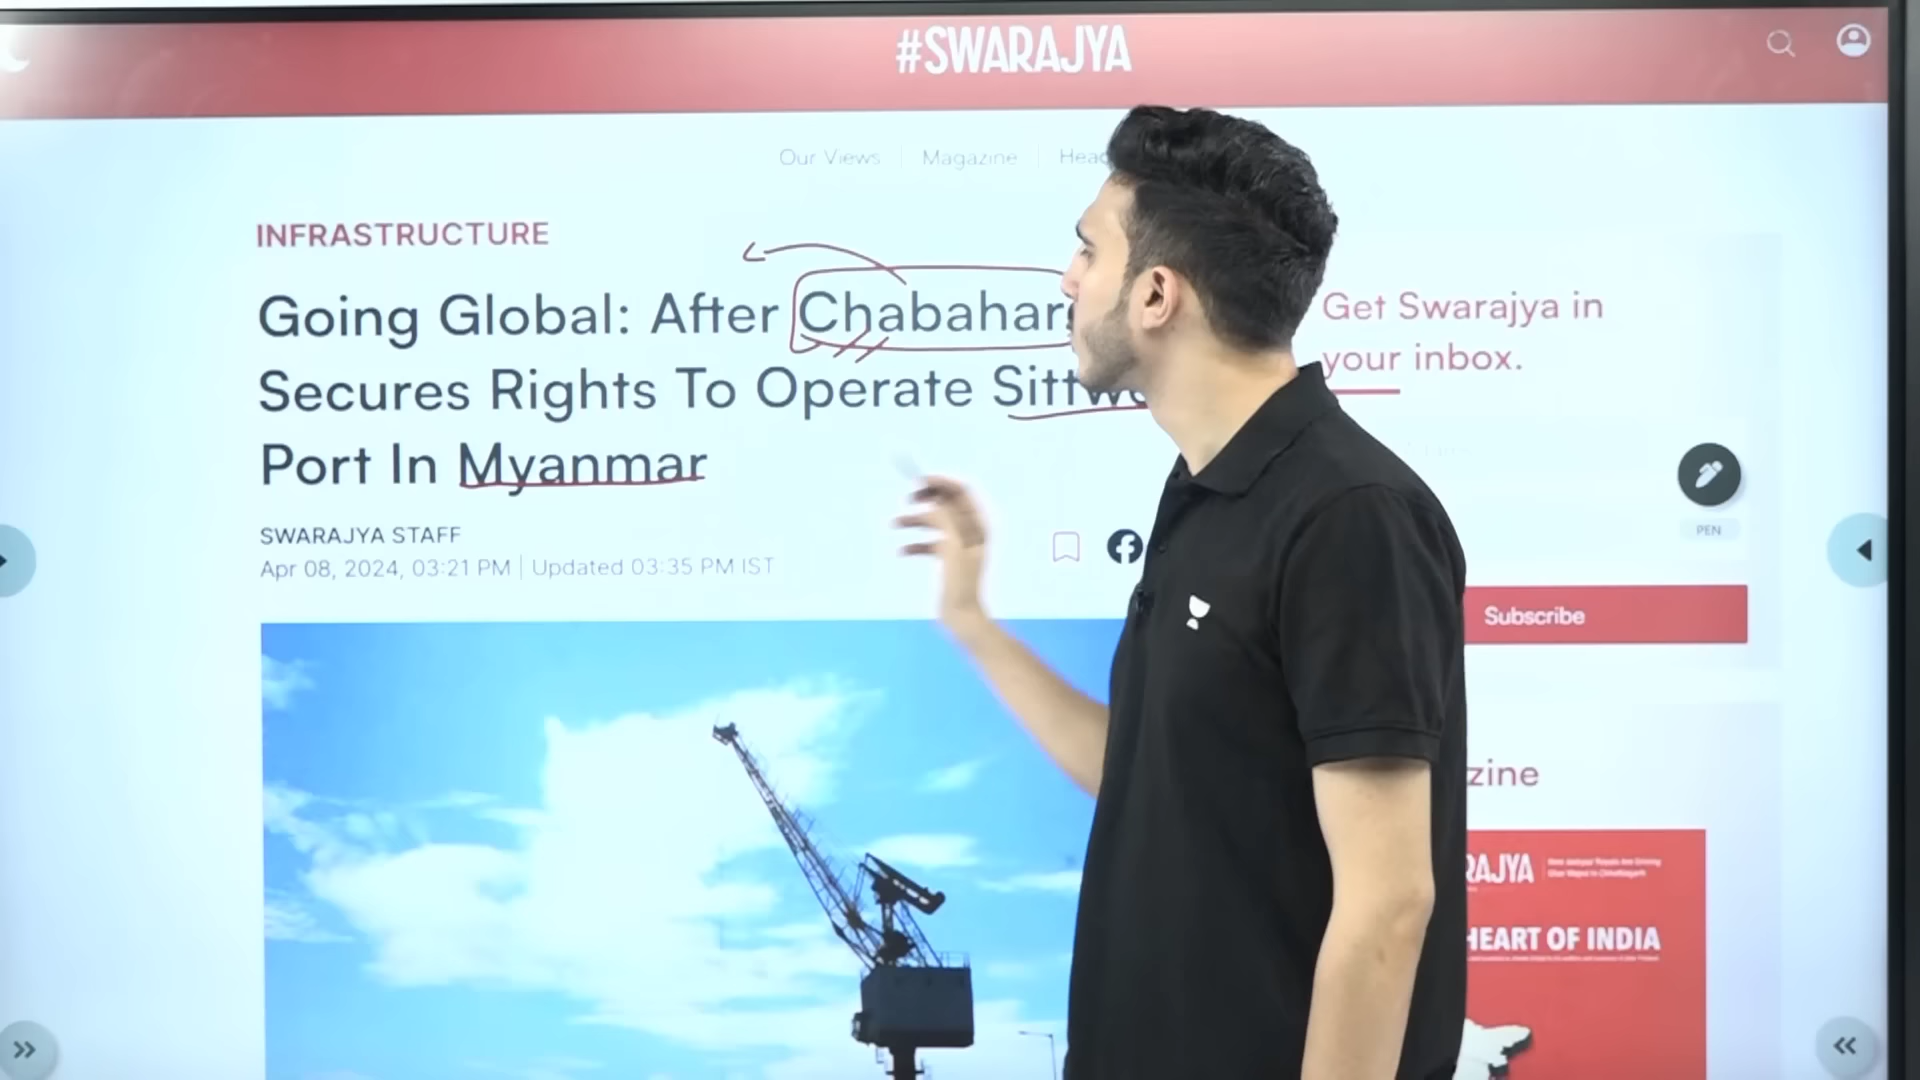 #SWARAJYA
Our Views
Magazine
INFRASTRUCTURE
Going Global: After Chabahar
Secures Rights To Operate
Port In Myanmar
SWARAJYA STAFF
Apr 08, 2024, 03:21 PM | Updated 03:35 PM IST
Get Swarajya in
your inbox.
PEN
Subscribe
zine
RAJYA
HEART OF INDIA